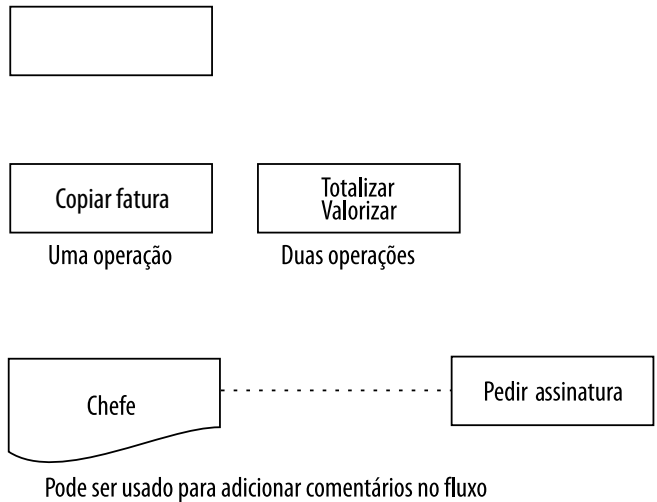 Copiar fatura
Totalizar
Valorizar
Uma operação
Duas operações
Chefe
Pedir assinatura
Pode ser usado para adicionar comentários no fluxo